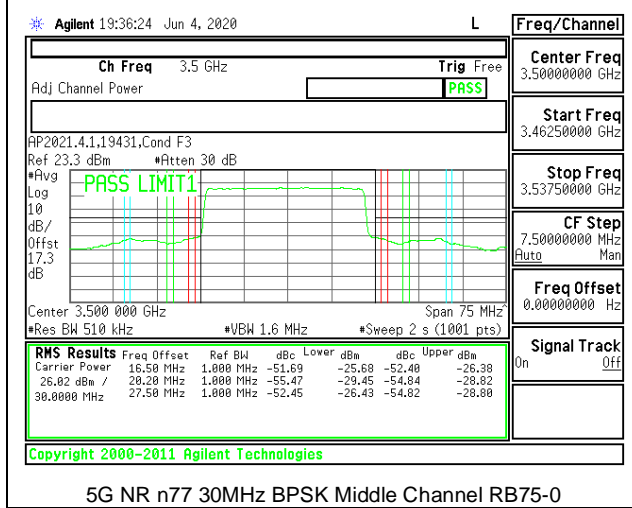 Agilent 19:36:24 Jun 4, 2020 L
Freq/Channel
Ch Freq 3.5 GHz Trig Free
Adj Channel Power PASS
Center Freq
3.50000000 GHz
Start Freq
3.46250000 GHz
Stop Freq
3.53750000 GHz
CF Step
7.50000000 MHz
Auto Man
Freq Offset
0.00000000 Hz
Signal Track
On Off
AP2021.4.1,19431,Cond F3
Ref 23.3 dBm #Atten 30 dB
#Avg
Log
10
dB/
Offst
17.3
dB
PASS LIMIT1
Center 3.500 000 GHz Span 75 MHz^
#Res BW 510 kHz #VBW 1.6 MHz #Sweep 2 s (1001 pts)
RMS Results Freq Offset Ref BW dBc Lower dBm dBc Upper dBm
Carrier Power 16.50 MHz 1.000 MHz -51.69 -25.68 -52.40 -26.38
26.02 dBm / 20.20 MHz 1.000 MHz -55.47 -29.45 -54.84 -28.82
30.0000 MHz 27.50 MHz 1.000 MHz -52.45 -26.43 -54.82 -28.80
Copyright 2000-2011 Agilent Technologies
5G NR n77 30MHz BPSK Middle Channel RB75-0